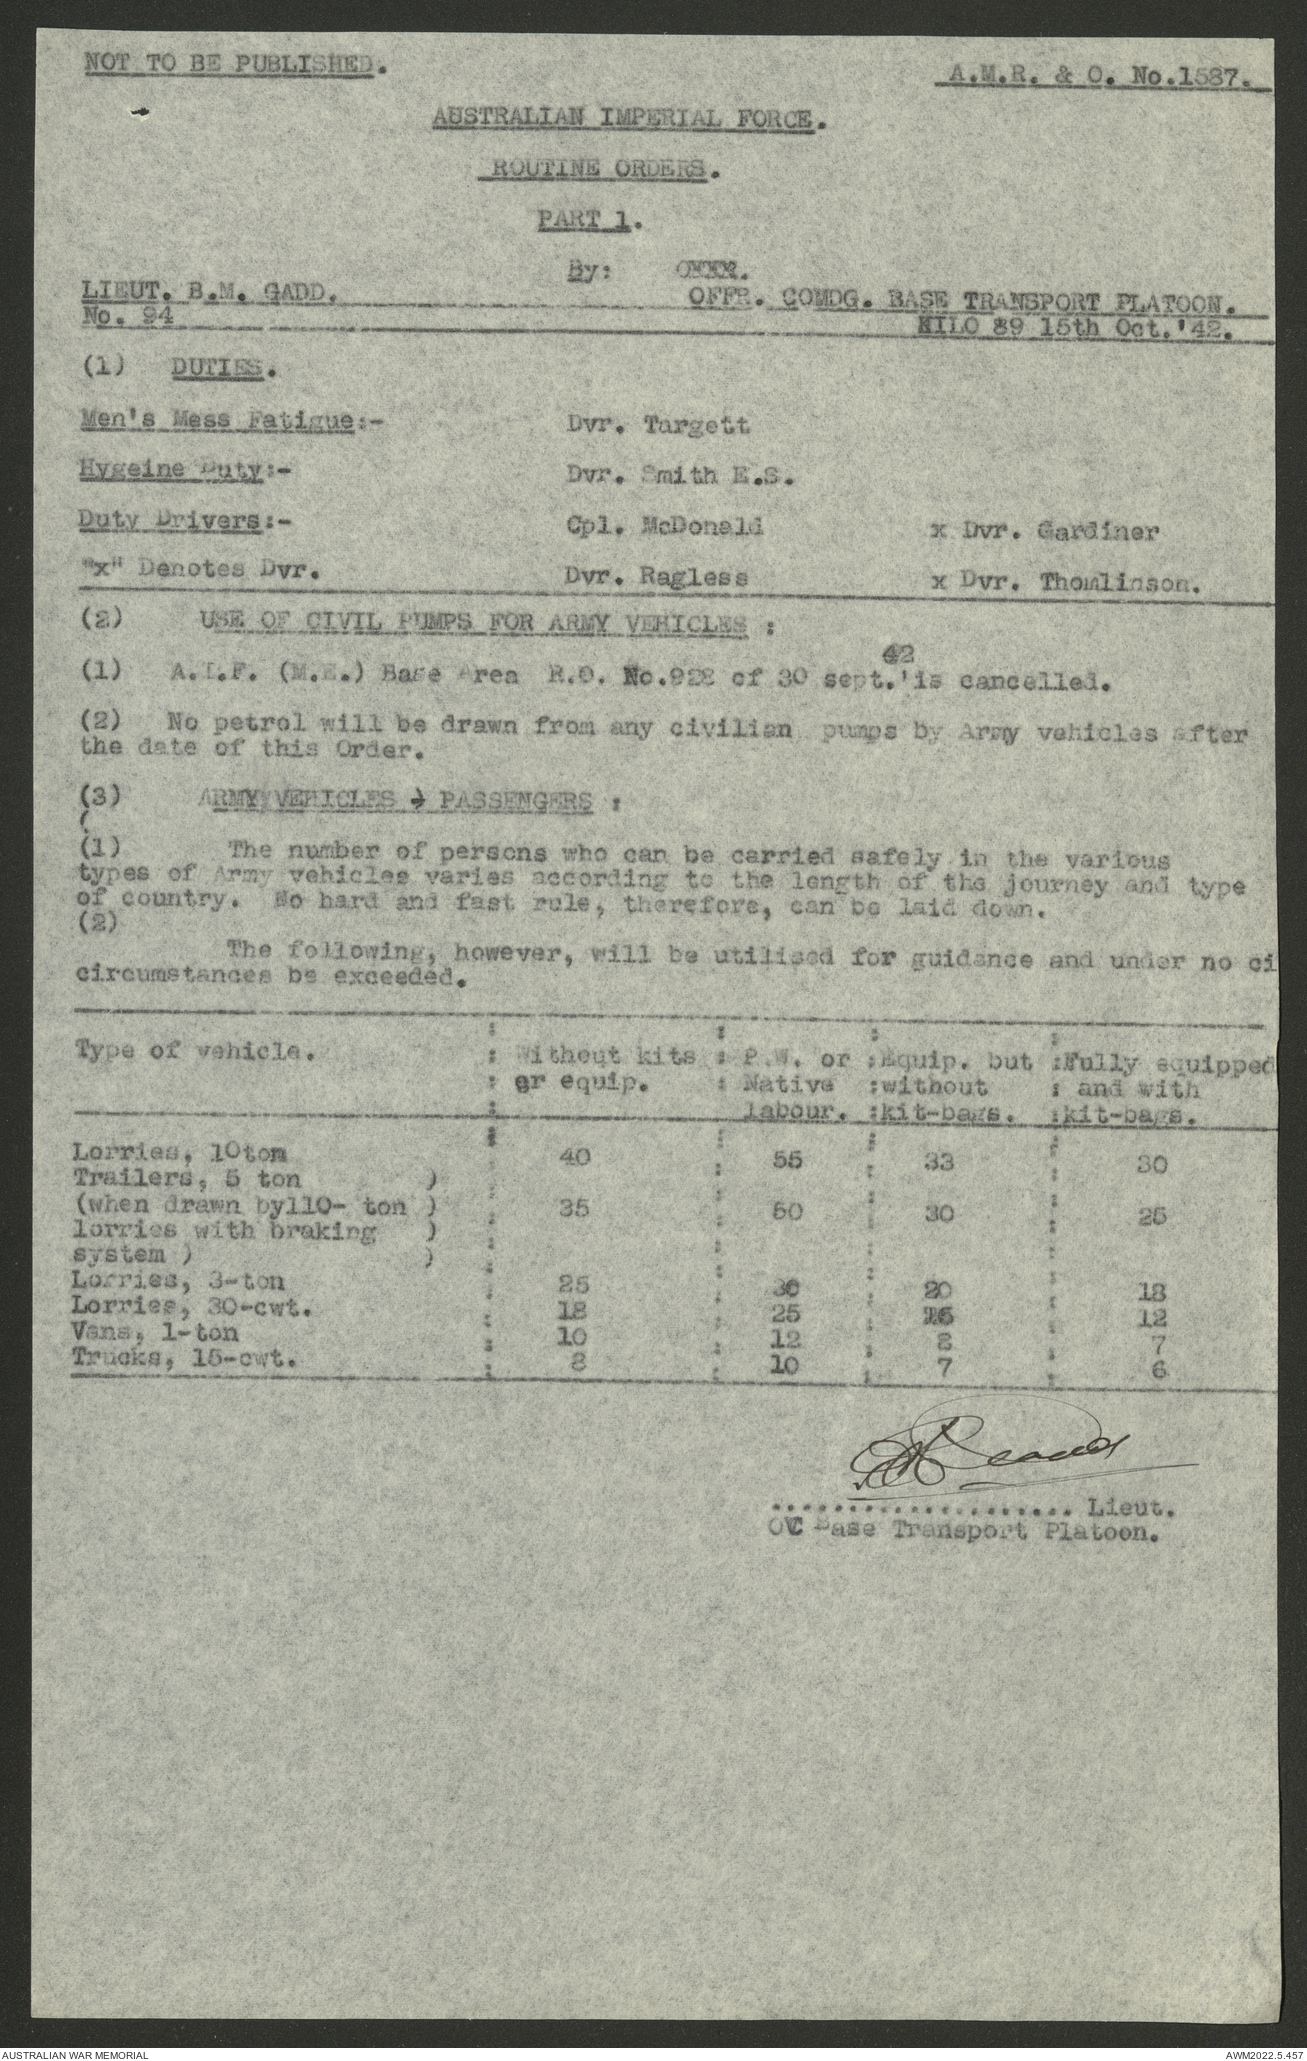 NOT TO BE PUBLISHED.
A.M.R. & O. No.1587.
AUSTRALIAN IMPERIAL FORCE.
ROUTINE ORDERS.
PART 1.
By:
LIEUT. B.M. GADD. OFFR. COMDG. BASE TRANSPORT PLATOON.
No. 94 KILO 89 15th Oct.'42.
(1) DUTIES.
Men's Mess Fatigue:- Dvr. Targett
Hygeine Duty:- Dvr. Smith E.S.
Duty Drivers:- Cpl. McDonald x Dvr. Gardiner
"x" Denotes Dvr. Dvr. Ragless x Dvr. Thomlinson.
(2) USE OF CIVIL PUMPS FOR ARMY VEHICLES :
42
(1) A.I.F. (M.E.) Base Area R.O. No.928 of 30 sept.'is cancelled.
(2) No petrol will be drawn from any civilian pumps by Army vehicles after
the date of this Order.
(3) ARMY VEHICLES - PASSENGERS :
(
(1) The number of persons who can be carried safely in the various
types of Army vehicles varies according to the length of the journey and type
of country. No hard and fast rule, therefore, can be laid down.
(2)
The following, however, will be utilised for guidance and under no ci
circumstances be exceeded.
Type of vehicle. : Without kits : P.W. or :Equip. but :Fully equipped
: or equip. : Native :without : and with
: labour. :kit-bags. :kit-bags.
Lorries, 10ton 40 55 33 30
Trailers, 5 ton )
(when drawn by110- ton ) 35 50 30 25
lorries with braking )
system ) )
Lorries, 3-ton 25 30 20 18
Lorries, 30-cwt. 18 25 12
Vans, 1-ton 10 12 8 7
Trucks, 15-cwt. 8 10 7 6
.................... Lieut.
OC Base Transport Platoon.
AUSTRALIAN WAR MEMORIAL
AWM2022.5.457